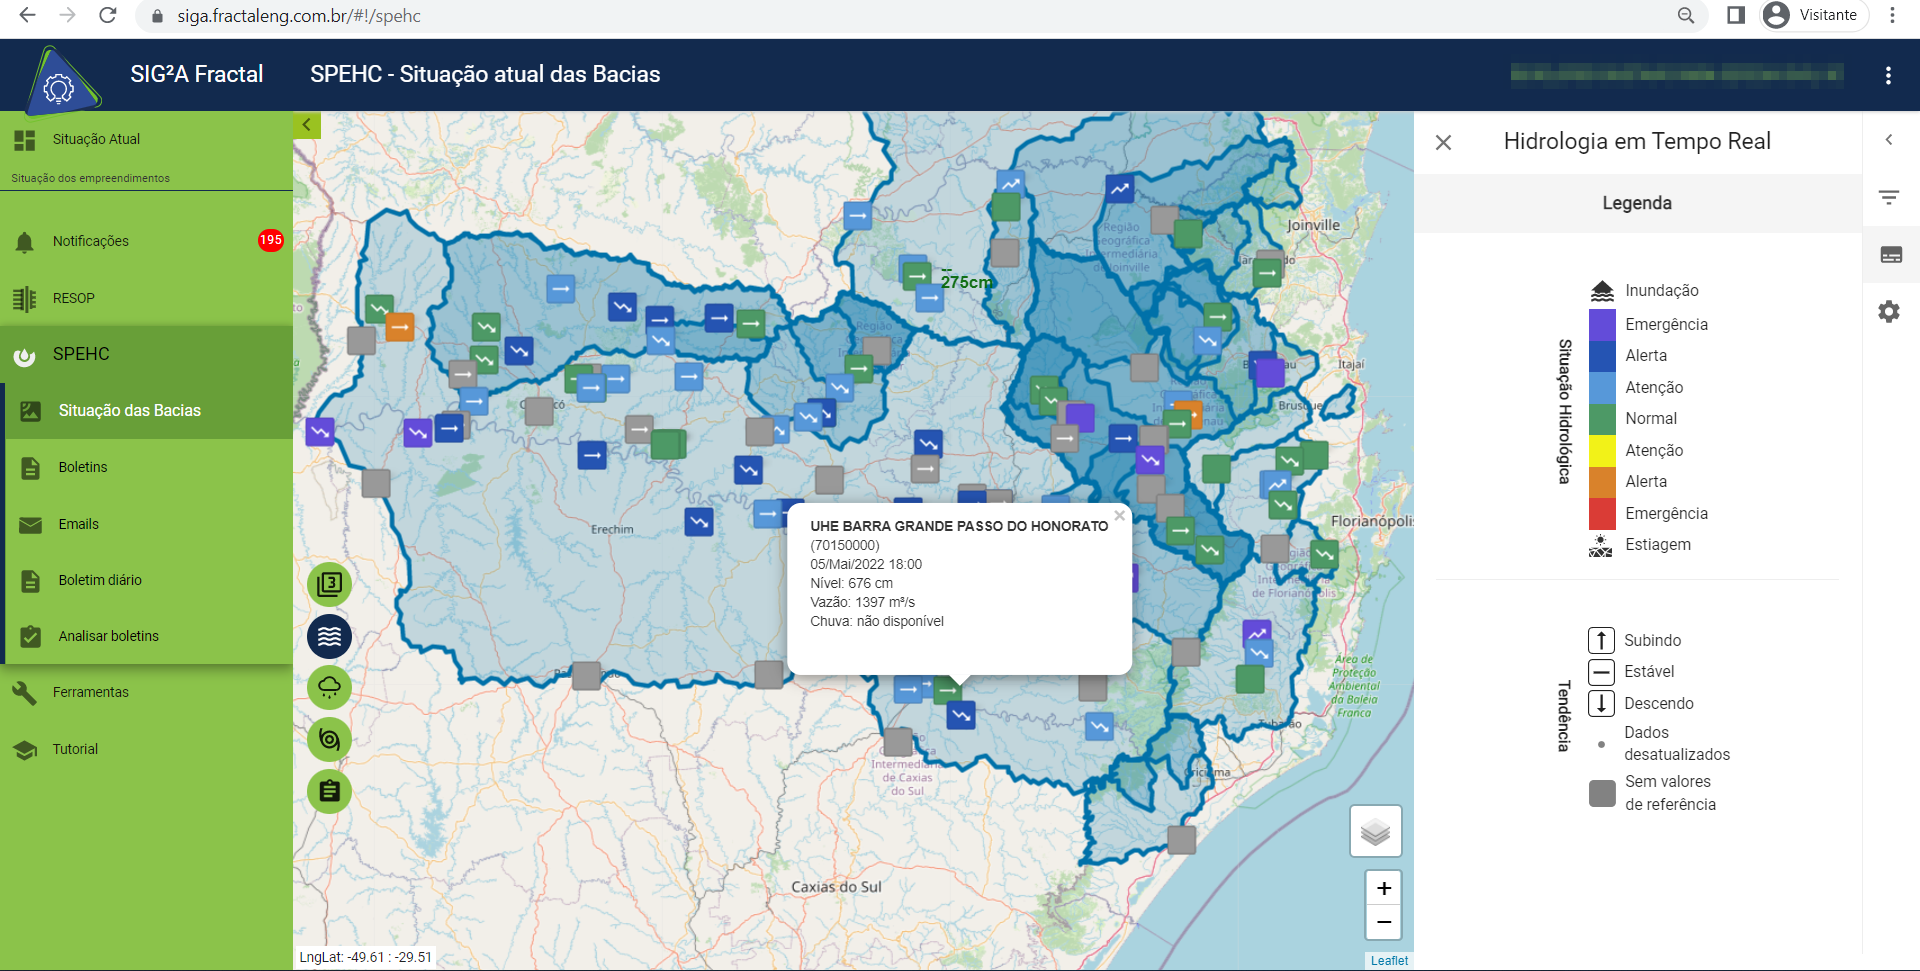 siga.fractaleng.com.br/#!/spehc
Visitante
SIG²A Fractal
SPEHC - Situação atual das Bacias
Situação Atual
Situação dos empreendimentos
Notificações
195
RESOP
SPEHC
Situação das Bacias
Boletins
Emails
Boletim diário
Analisar boletins
Ferramentas
Tutorial
3
Joinville
Região
Geográfica
Intermediária
de Joinville
--
275cm
Região
Itajaí
Brusque
Erechim
Florianópolis
Geográfica
Intermediária
de Florianópolis
UHE BARRA GRANDE PASSO DO HONORATO
(70150000)
05/Mai/2022 18:00
Nível: 676 cm
Vazão: 1397 m³/s
Chuva: não disponível
×
Área de
Proteção
Ambiental
da Baleia
Franca
Tubarão
Intermediária
de Caxias
do Sul
Criciúma
Caxias do Sul
+
−
LngLat: -49.61 : -29.51
Leaflet
Hidrologia em Tempo Real
Legenda
Situação Hidrológica
Inundação
Emergência
Alerta
Atenção
Normal
Atenção
Alerta
Emergência
Estiagem
Tendência
Subindo
Estável
Descendo
Dados
desatualizados
Sem valores
de referência